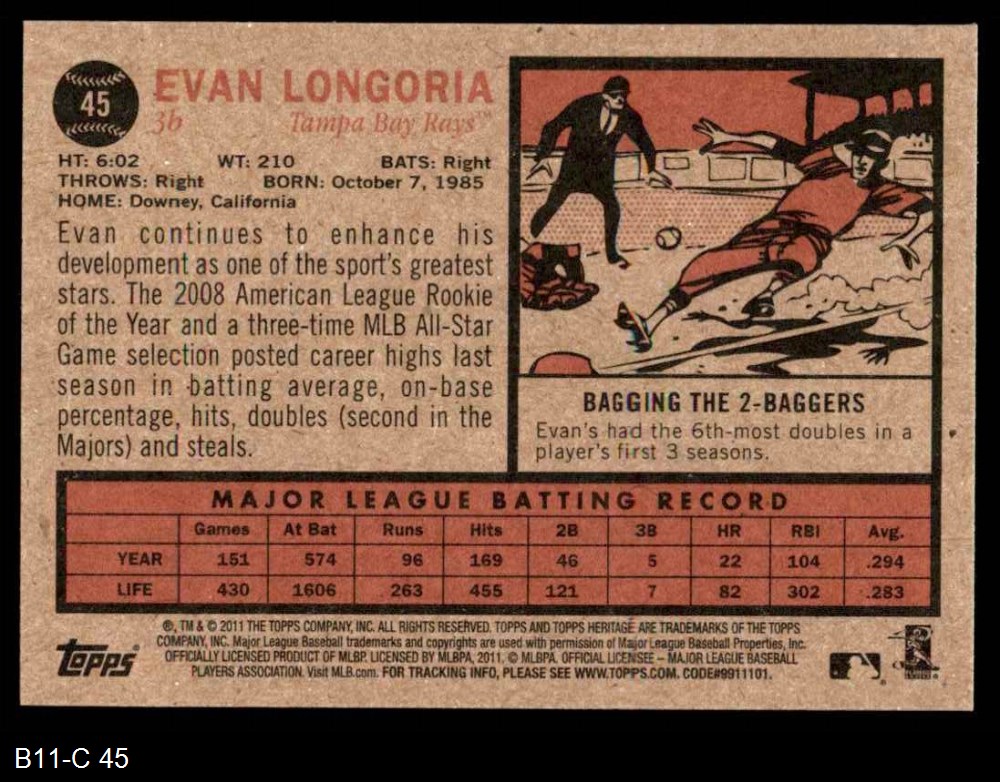 45
EVAN LONGORIA
3b Tampa Bay Rays™
HT: 6:02 WT: 210 BATS: Right
THROWS: Right BORN: October 7, 1985
HOME: Downey, California
Evan continues to enhance his
development as one of the sport's greatest
stars. The 2008 American League Rookie
of the Year and a three-time MLB All-Star
Game selection posted career highs last
season in batting average, on-base
percentage, hits, doubles (second in the
Majors) and steals.
BAGGING THE 2-BAGGERS
Evan's had the 6th-most doubles in a
player's first 3 seasons.
MAJOR LEAGUE BATTING RECORD
Games At Bat Runs Hits 2B 3B HR RBI Avg.
YEAR 151 574 96 169 46 5 22 104 .294
LIFE 430 1606 263 455 121 7 82 302 .283
®, TM & © 2011 THE TOPPS COMPANY, INC. ALL RIGHTS RESERVED. TOPPS AND TOPPS HERITAGE ARE TRADEMARKS OF THE TOPPS
COMPANY, INC. Major League Baseball trademarks and copyrights are used with permission of Major League Baseball Properties, Inc.
OFFICIALLY LICENSED PRODUCT OF MLBP. LICENSED BY MLBPA, 2011, © MLBPA. OFFICIAL LICENSEE – MAJOR LEAGUE BASEBALL
PLAYERS ASSOCIATION. Visit MLB.com. FOR TRACKING INFO, PLEASE SEE WWW.TOPPS.COM. CODE#9911101.
topps®
B11-C 45